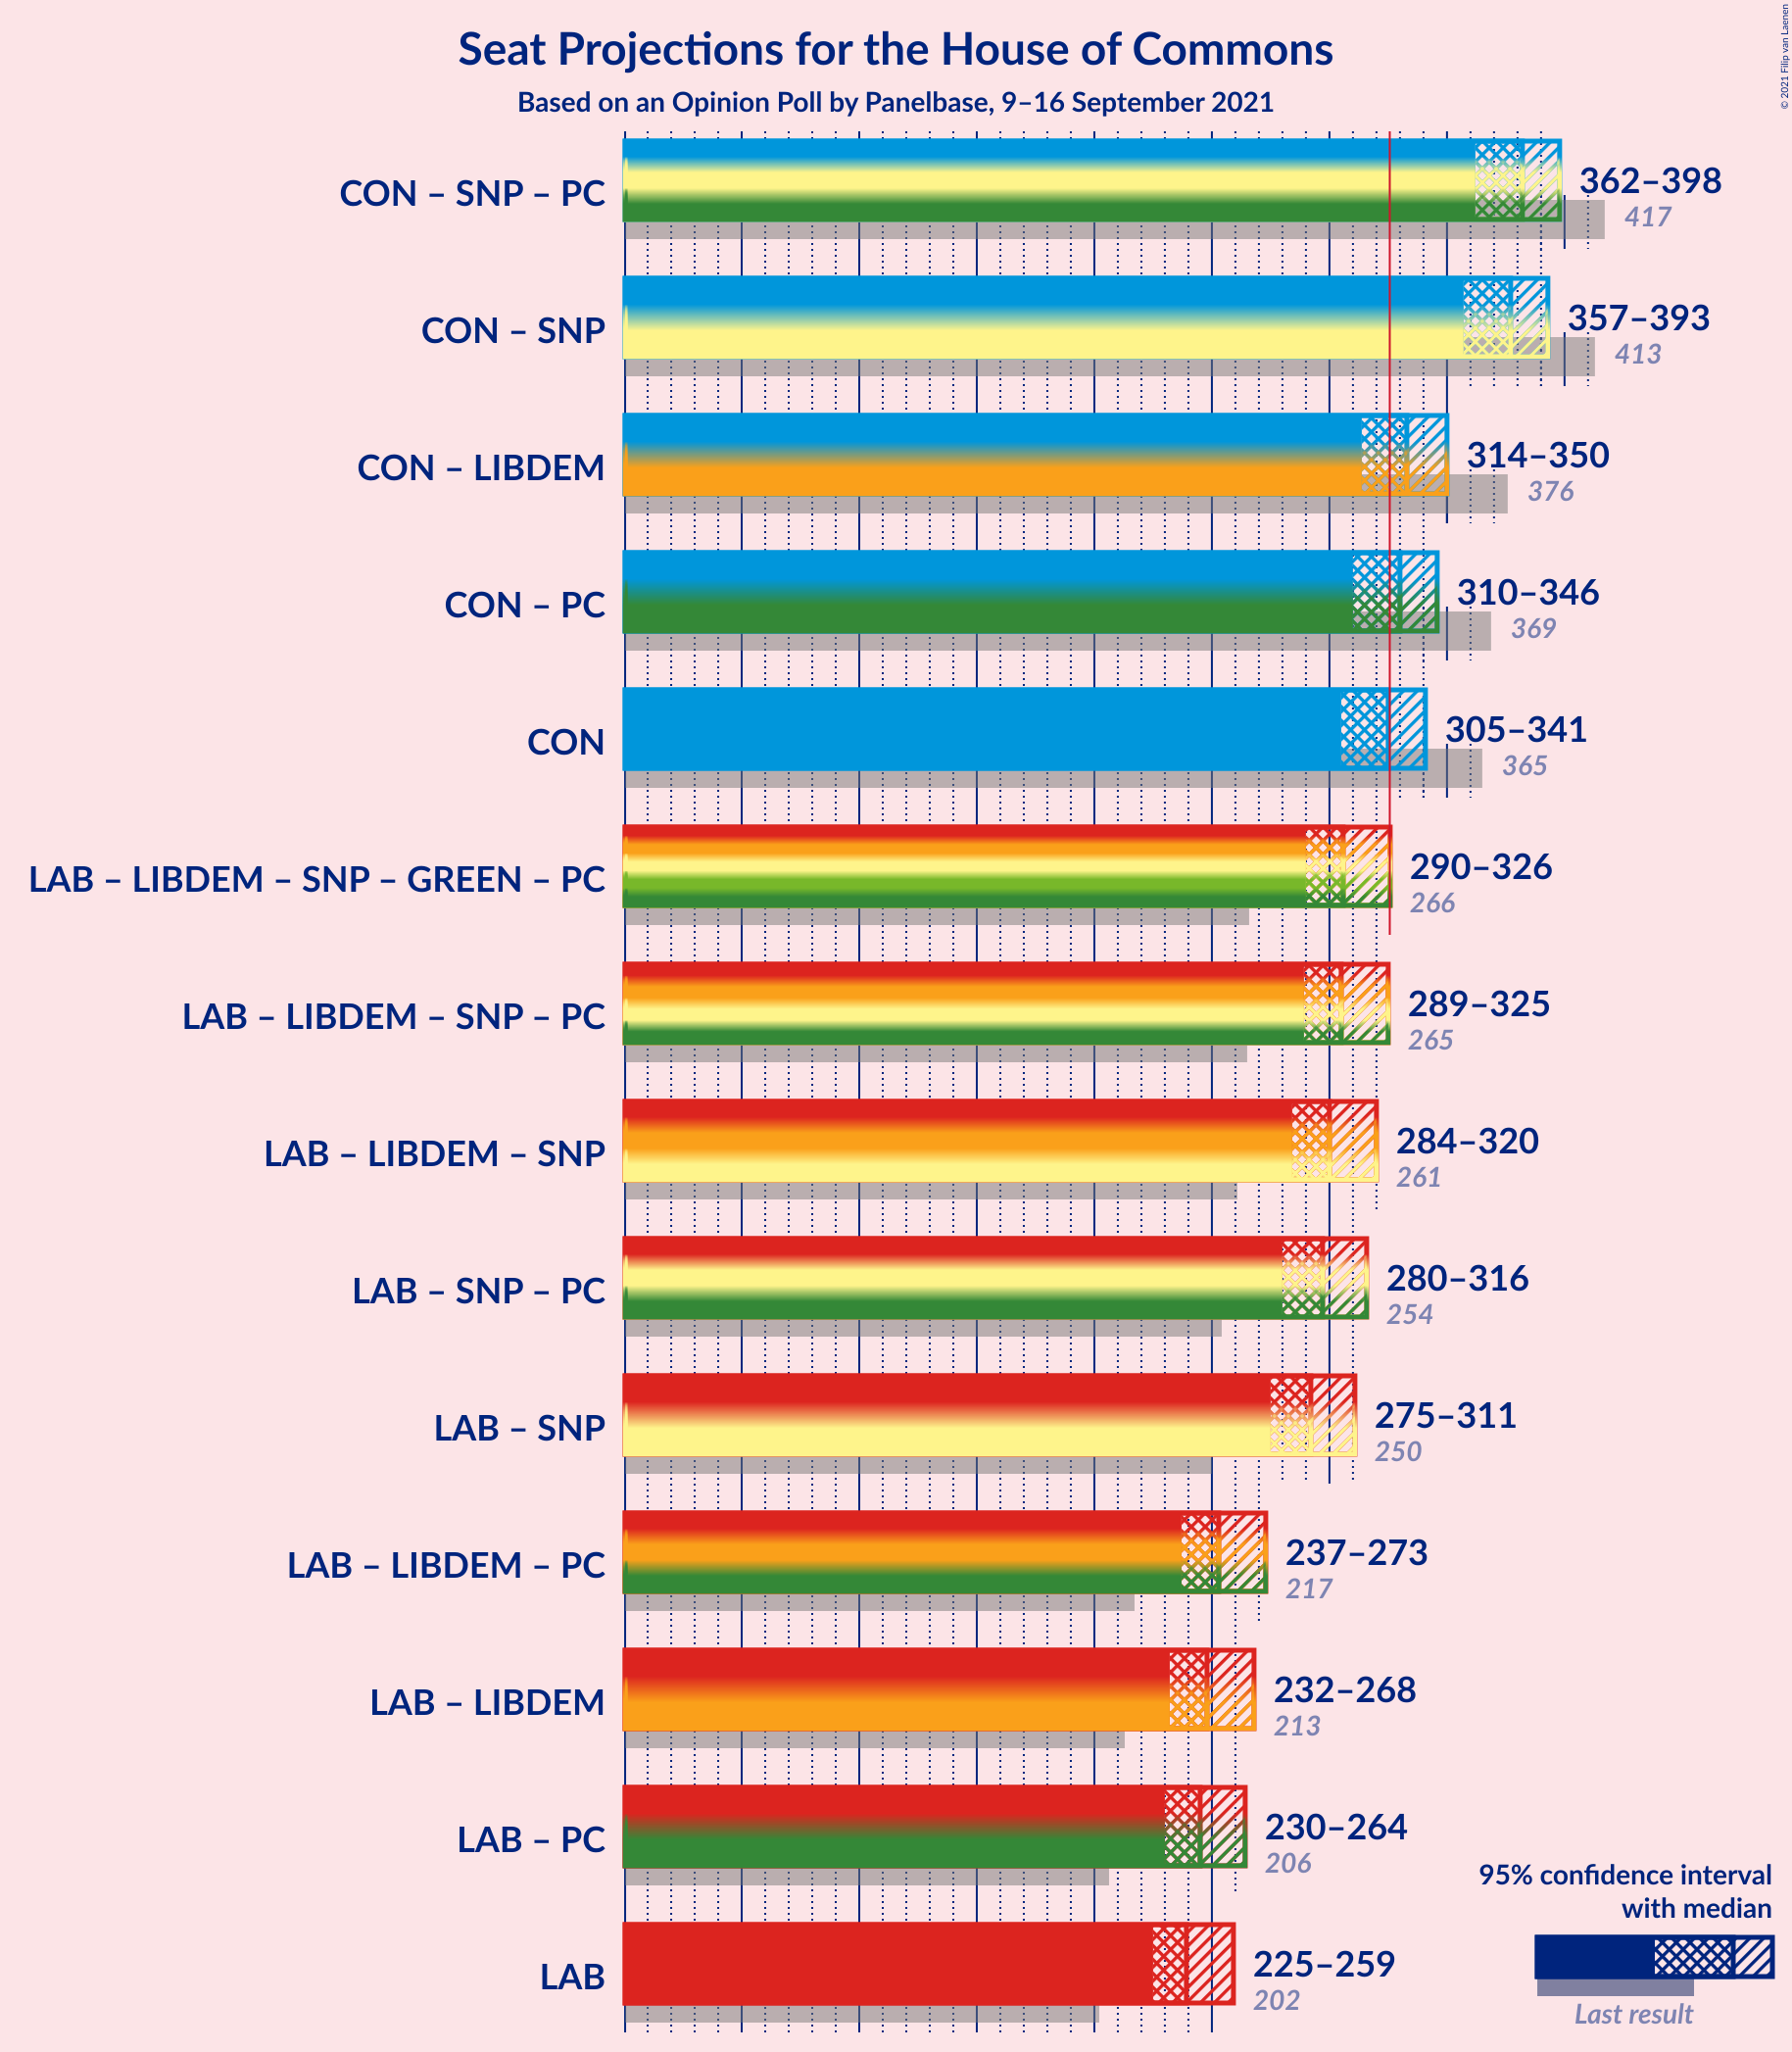 Seat Projections for the House of Commons
Based on an Opinion Poll by Panelbase, 9–16 September 2021
© 2021 Filip van Laenen
CON – SNP – PC
362–398
417
CON – SNP
357–393
413
CON – LIBDEM
314–350
376
CON – PC
310–346
369
CON
305–341
365
LAB – LIBDEM – SNP – GREEN – PC
290–326
266
LAB – LIBDEM – SNP – PC
289–325
265
LAB – LIBDEM – SNP
284–320
261
LAB – SNP – PC
280–316
254
LAB – SNP
275–311
250
LAB – LIBDEM – PC
237–273
217
LAB – LIBDEM
232–268
213
LAB – PC
230–264
206
LAB
225–259
202
95% confidence interval
with median
Last result